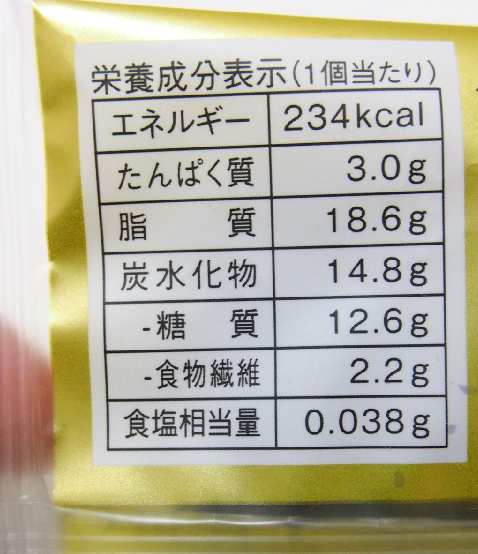 栄養成分表示(1個当たり)
エネルギー 234kcal
たんぱく質 3.0g
脂質 18.6g
炭水化物 14.8g
-糖質 12.6g
-食物繊維 2.2g
食塩相当量 0.038g